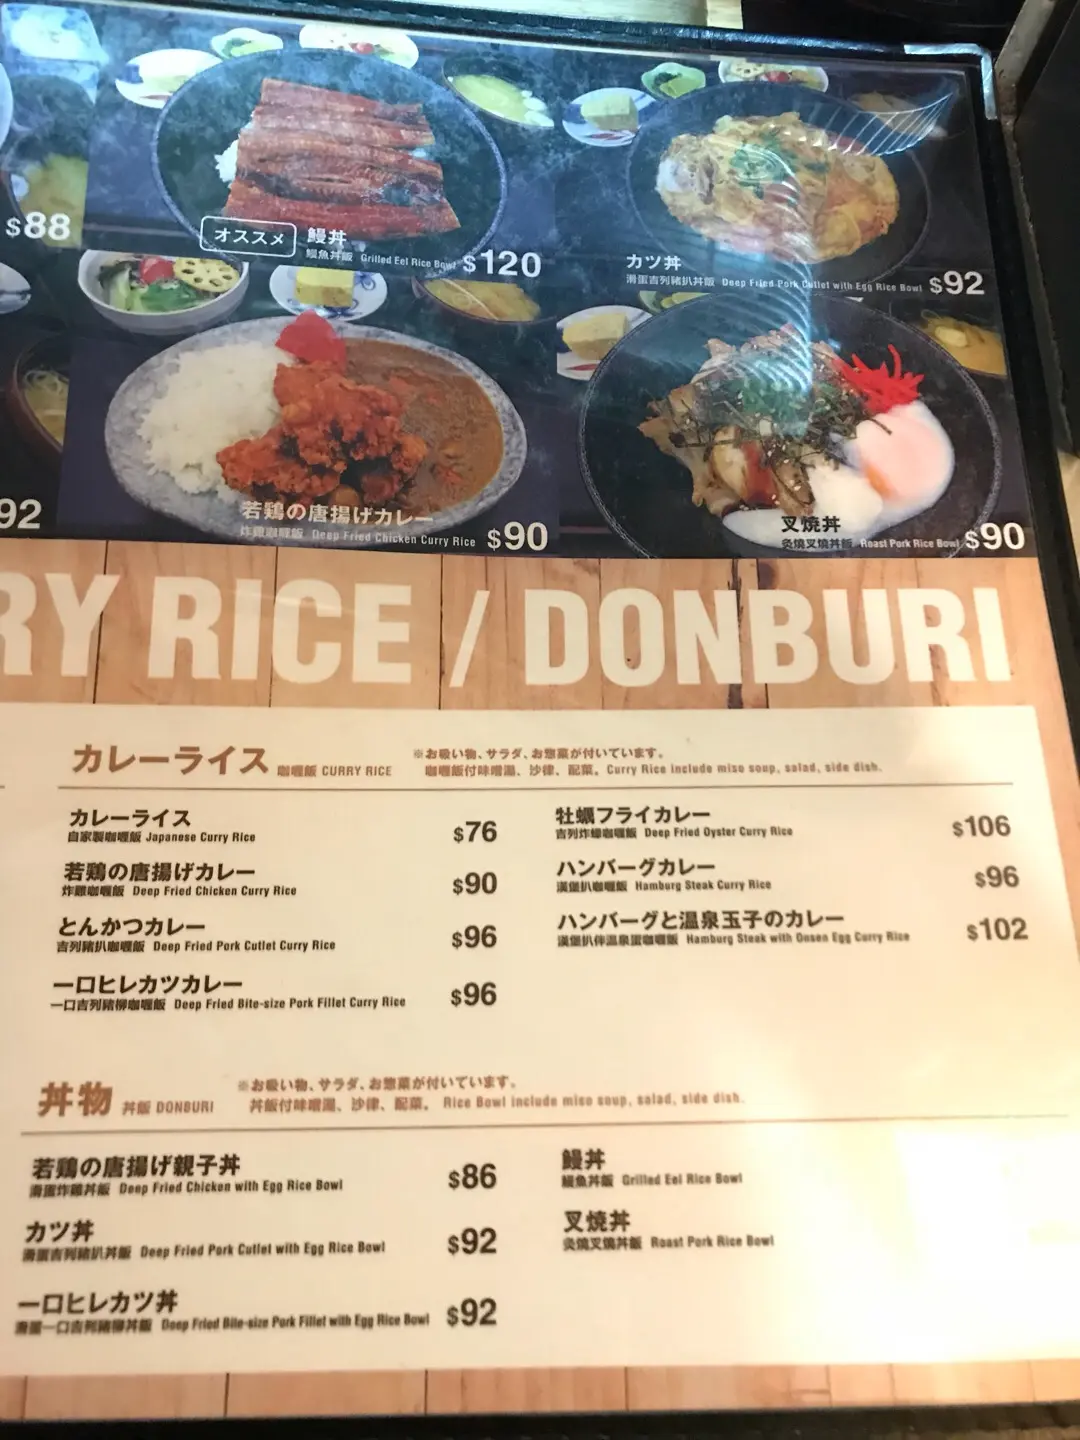 $88
オススメ
鰻丼
鰻魚丼飯 Grilled Eel Rice Bowl $120
カツ丼
滑蛋吉列豬扒丼飯 Deep Fried Pork Cutlet with Egg Rice Bowl $92
92
若鶏の唐揚げカレー
炸雞咖喱飯 Deep Fried Chicken Curry Rice $90
叉焼丼
炙燒叉燒丼飯 Roast Pork Rice Bowl $90
RY RICE / DONBURI
カレーライス 咖喱飯 CURRY RICE
※お吸い物、サラダ、お惣菜が付いています。
咖喱飯付味噌湯、沙律、配菜。 Curry Rice include miso soup, salad, side dish.
カレーライス
自家製咖喱飯 Japanese Curry Rice $76
若鶏の唐揚げカレー
炸雞咖喱飯 Deep Fried Chicken Curry Rice $90
とんかつカレー
吉列豬扒咖喱飯 Deep Fried Pork Cutlet Curry Rice $96
一口ヒレカツカレー
一口吉列豬柳咖喱飯 Deep Fried Bite-size Pork Fillet Curry Rice $96
牡蠣フライカレー
吉列炸蠔咖喱飯 Deep Fried Oyster Curry Rice $106
ハンバーグカレー
漢堡扒咖喱飯 Hamburg Steak Curry Rice $96
ハンバーグと温泉玉子のカレー
漢堡扒伴溫泉蛋咖喱飯 Hamburg Steak with Onsen Egg Curry Rice $102
丼物 丼飯 DONBURI
※お吸い物、サラダ、お惣菜が付いています。
丼飯付味噌湯、沙律、配菜。 Rice Bowl include miso soup, salad, side dish.
若鶏の唐揚げ親子丼
滑蛋炸雞丼飯 Deep Fried Chicken with Egg Rice Bowl $86
カツ丼
滑蛋吉列豬扒丼飯 Deep Fried Pork Cutlet with Egg Rice Bowl $92
一口ヒレカツ丼
滑蛋一口吉列豬柳丼飯 Deep Fried Bite-size Pork Fillet with Egg Rice Bowl $92
鰻丼
鰻魚丼飯 Grilled Eel Rice Bowl
叉焼丼
炙燒叉燒丼飯 Roast Pork Rice Bowl